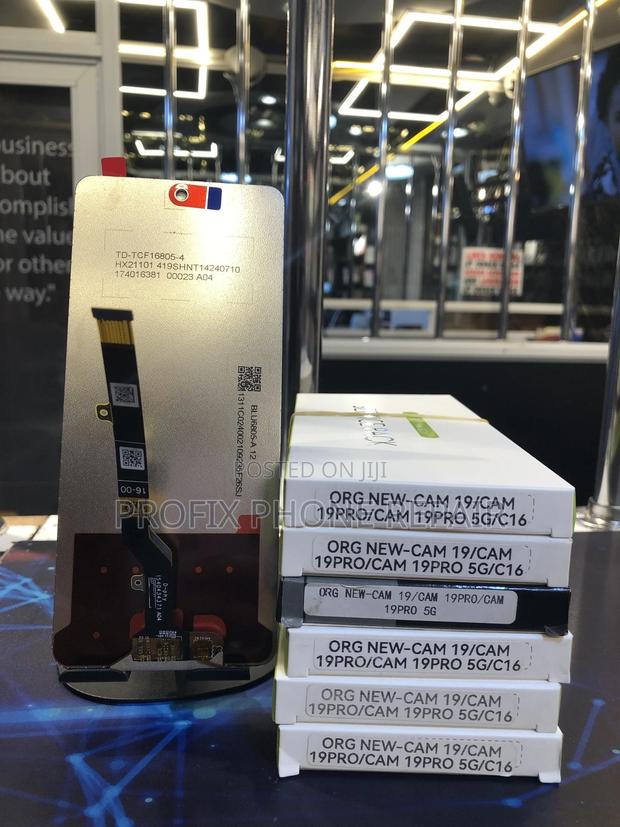 usiness
bout
omplis
he value
or other
way."
TD-TCF16805-4
HX21101 419SHNT14240710
174016381 00023 A04
16-00
BLU6805-A 12
POSTED ON JIJI
PROFIX PHONE REPAIR
ORG NEW-CAM 19/CAM
19PRO/CAM 19PRO 5G/C16
ORG NEW-CAM 19/CAM
19PRO/CAM 19PRO 5G/C16
ORG NEW-CAM 19/CAM 19PRO/CAM
19PRO 5G
ORG NEW-CAM 19/CAM
19PRO/CAM 19PRO 5G/C16
ORG NEW-CAM 19/CAM
19PRO/CAM 19PRO 5G/C16
ORG NEW-CAM 19/CAM
19PRO/CAM 19PRO 5G/C16